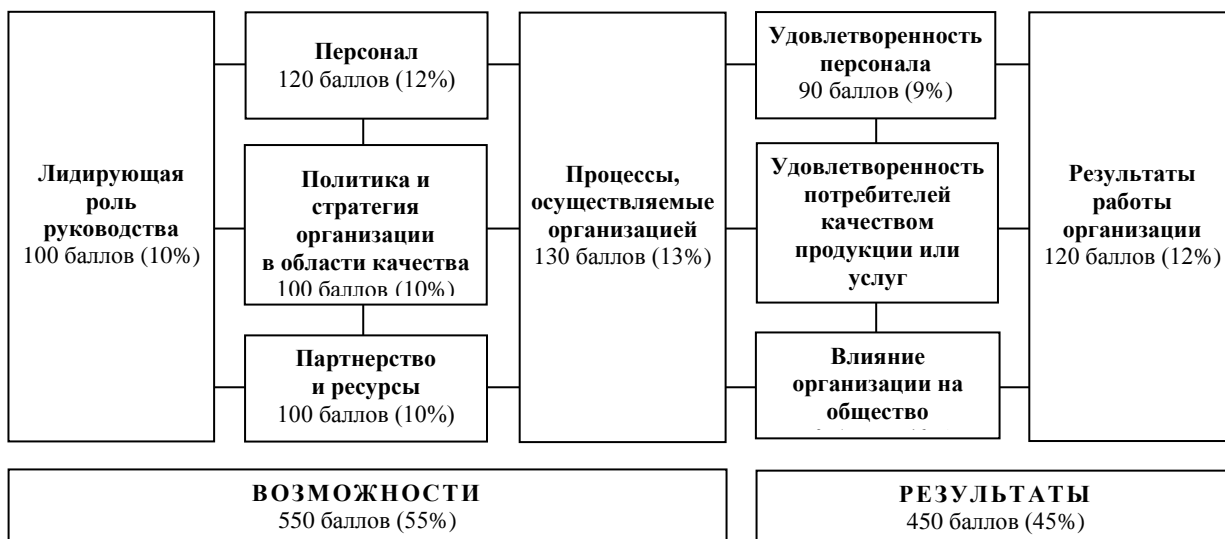 Лидирующая
роль
руководства
100 баллов (10%)
Персонал
120 баллов (12%)
Политика и
стратегия
организации
в области качества
100 баллов (10%)
Партнерство
и ресурсы
100 баллов (10%)
Процессы,
осуществляемые
организацией
130 баллов (13%)
Удовлетворенность
персонала
90 баллов (9%)
Удовлетворенность
потребителей
качеством
продукции или
услуг
Влияние
организации на
общество
Результаты
работы
организации
120 баллов (12%)
ВОЗМОЖНОСТИ
550 баллов (55%)
РЕЗУЛЬТАТЫ
450 баллов (45%)